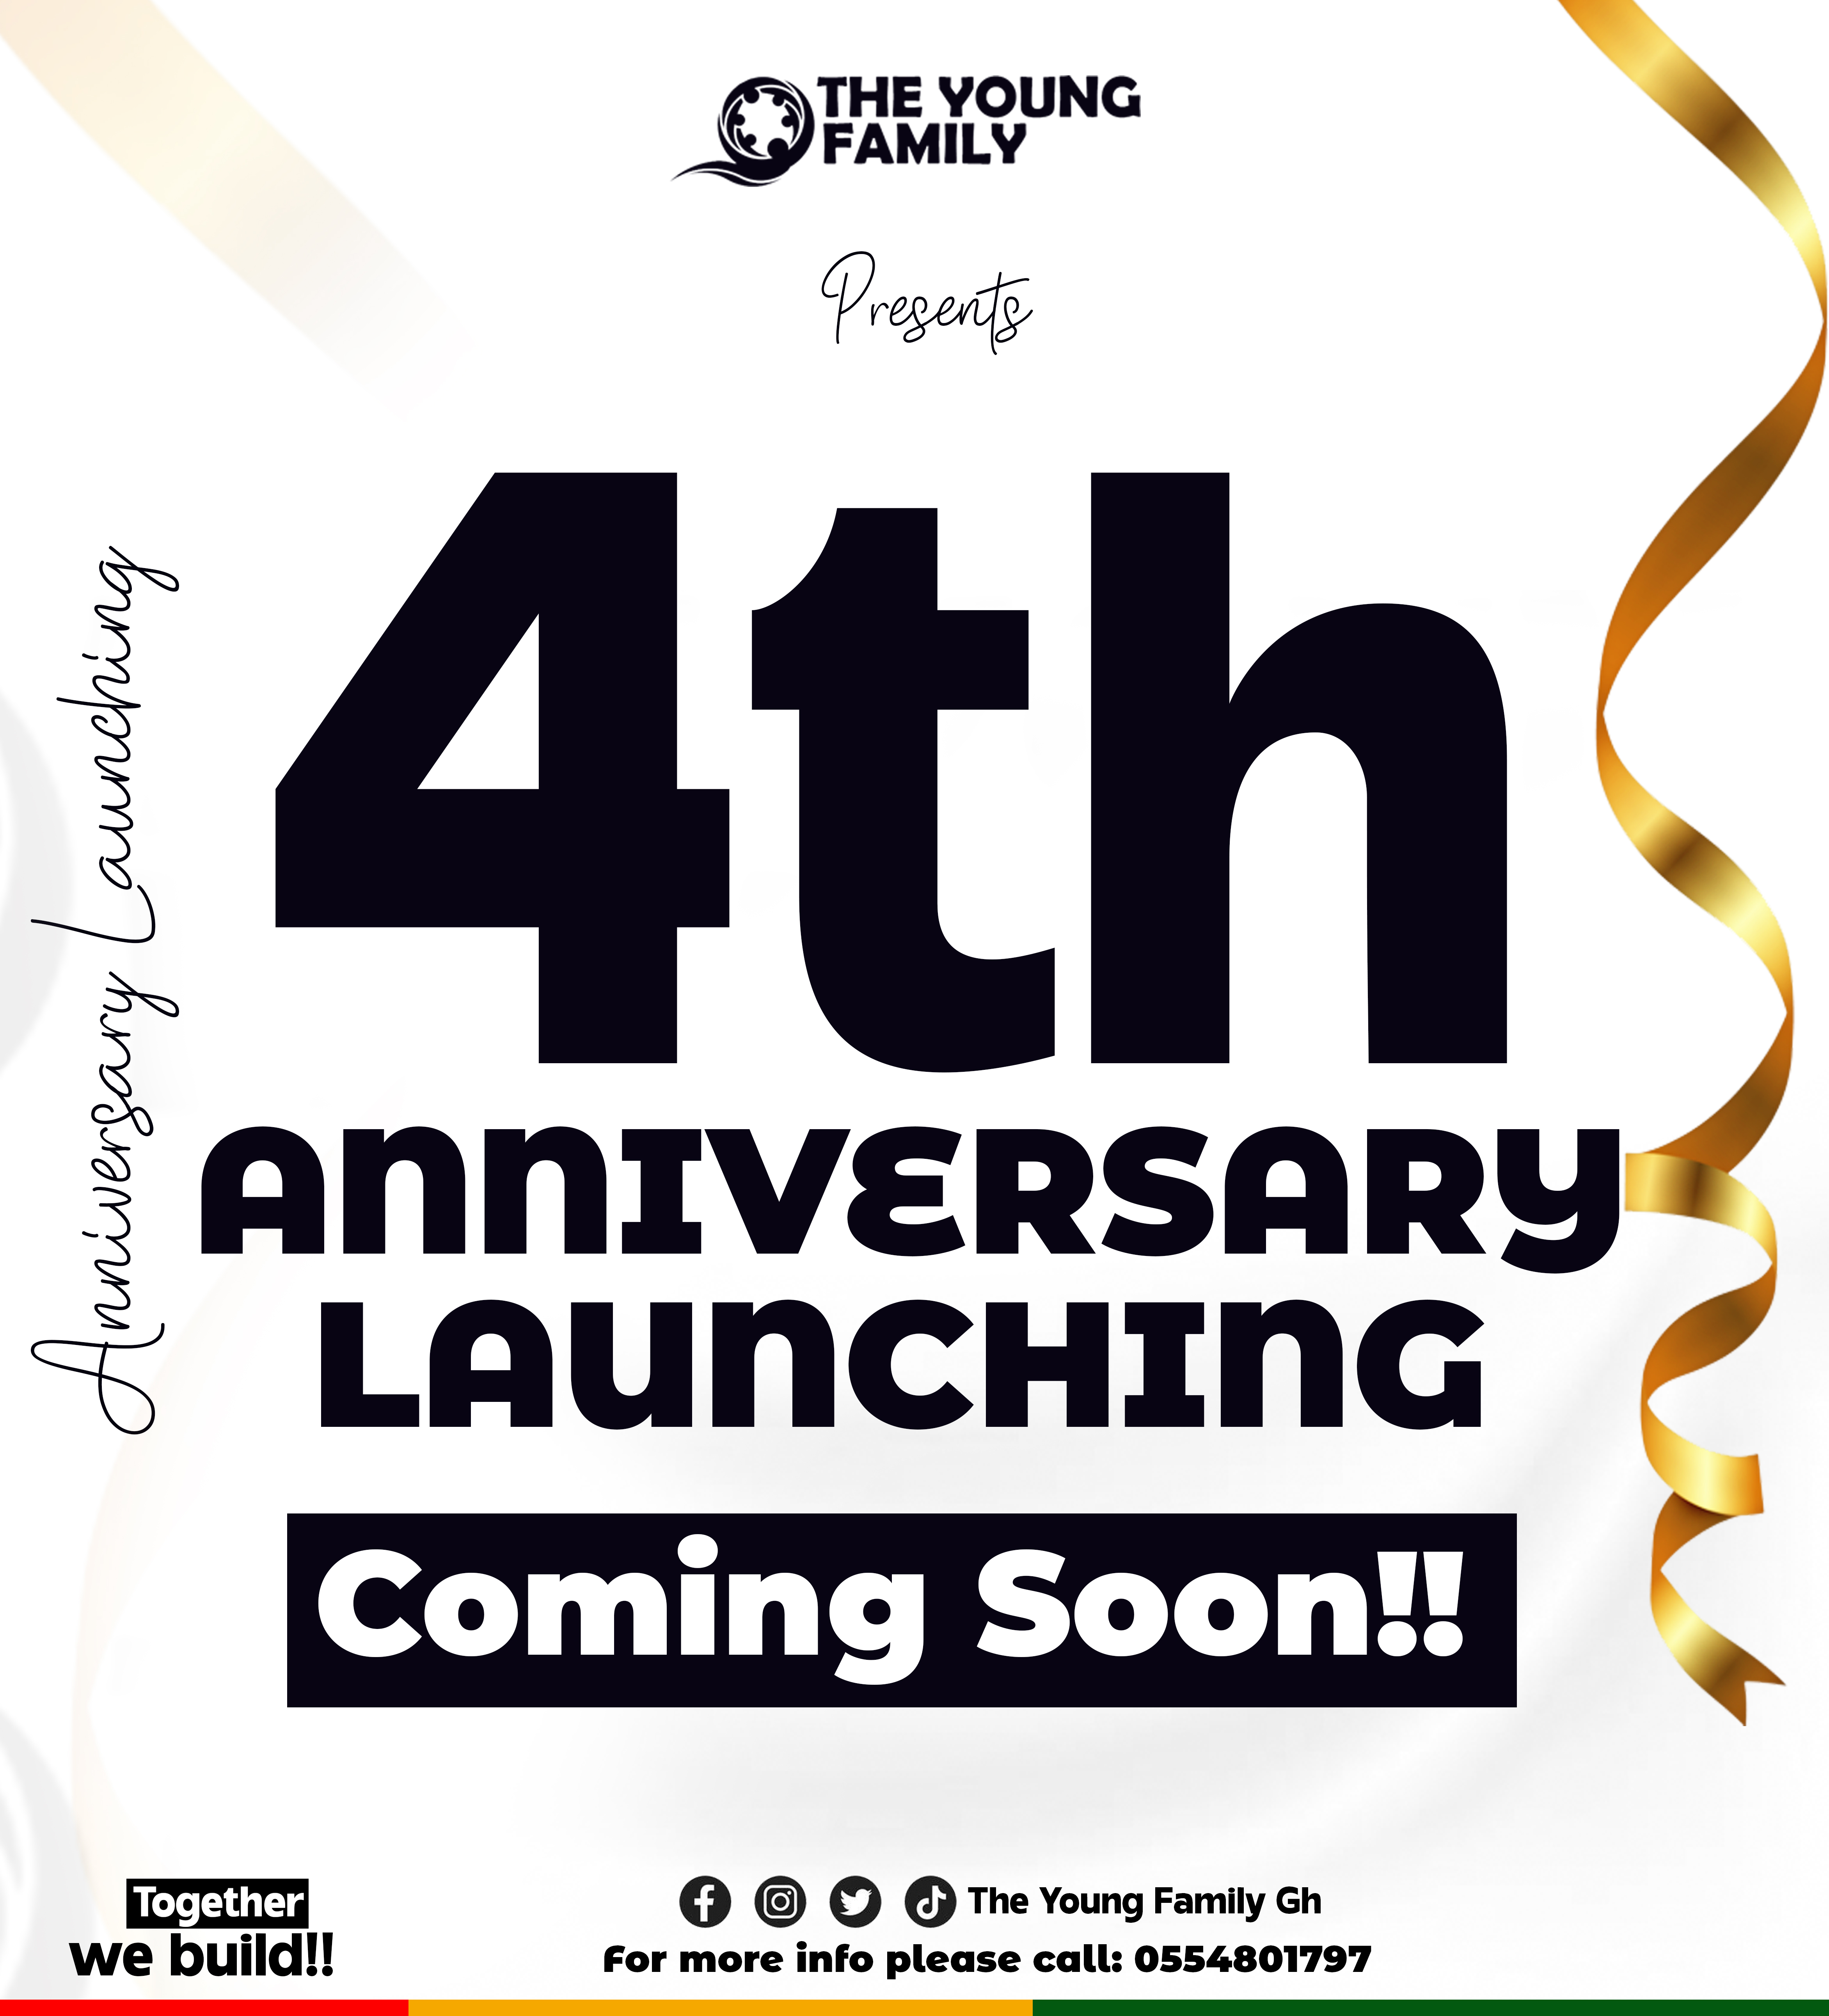 THE YOUNG
FAMILY
Presents
Anniversary Launching
4th
ANNIVERSARY
LAUNCHING
Coming Soon!!
Together
we build!!
The Young Family Gh
For more info please call: 0554801797